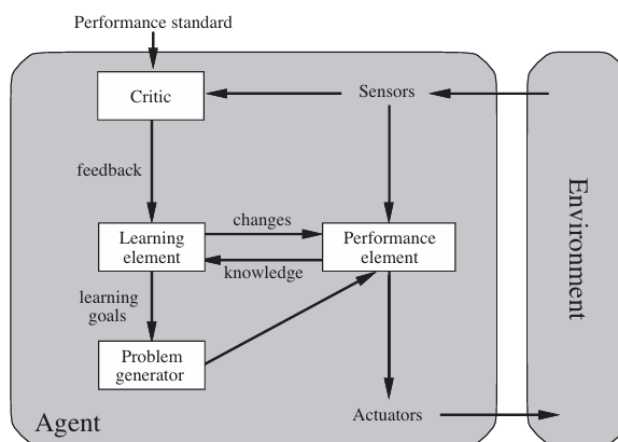 Performance standard
Critic
Sensors
feedback
changes
Learning
element
Performance
element
knowledge
learning
goals
Problem
generator
Agent
Actuators
Environment